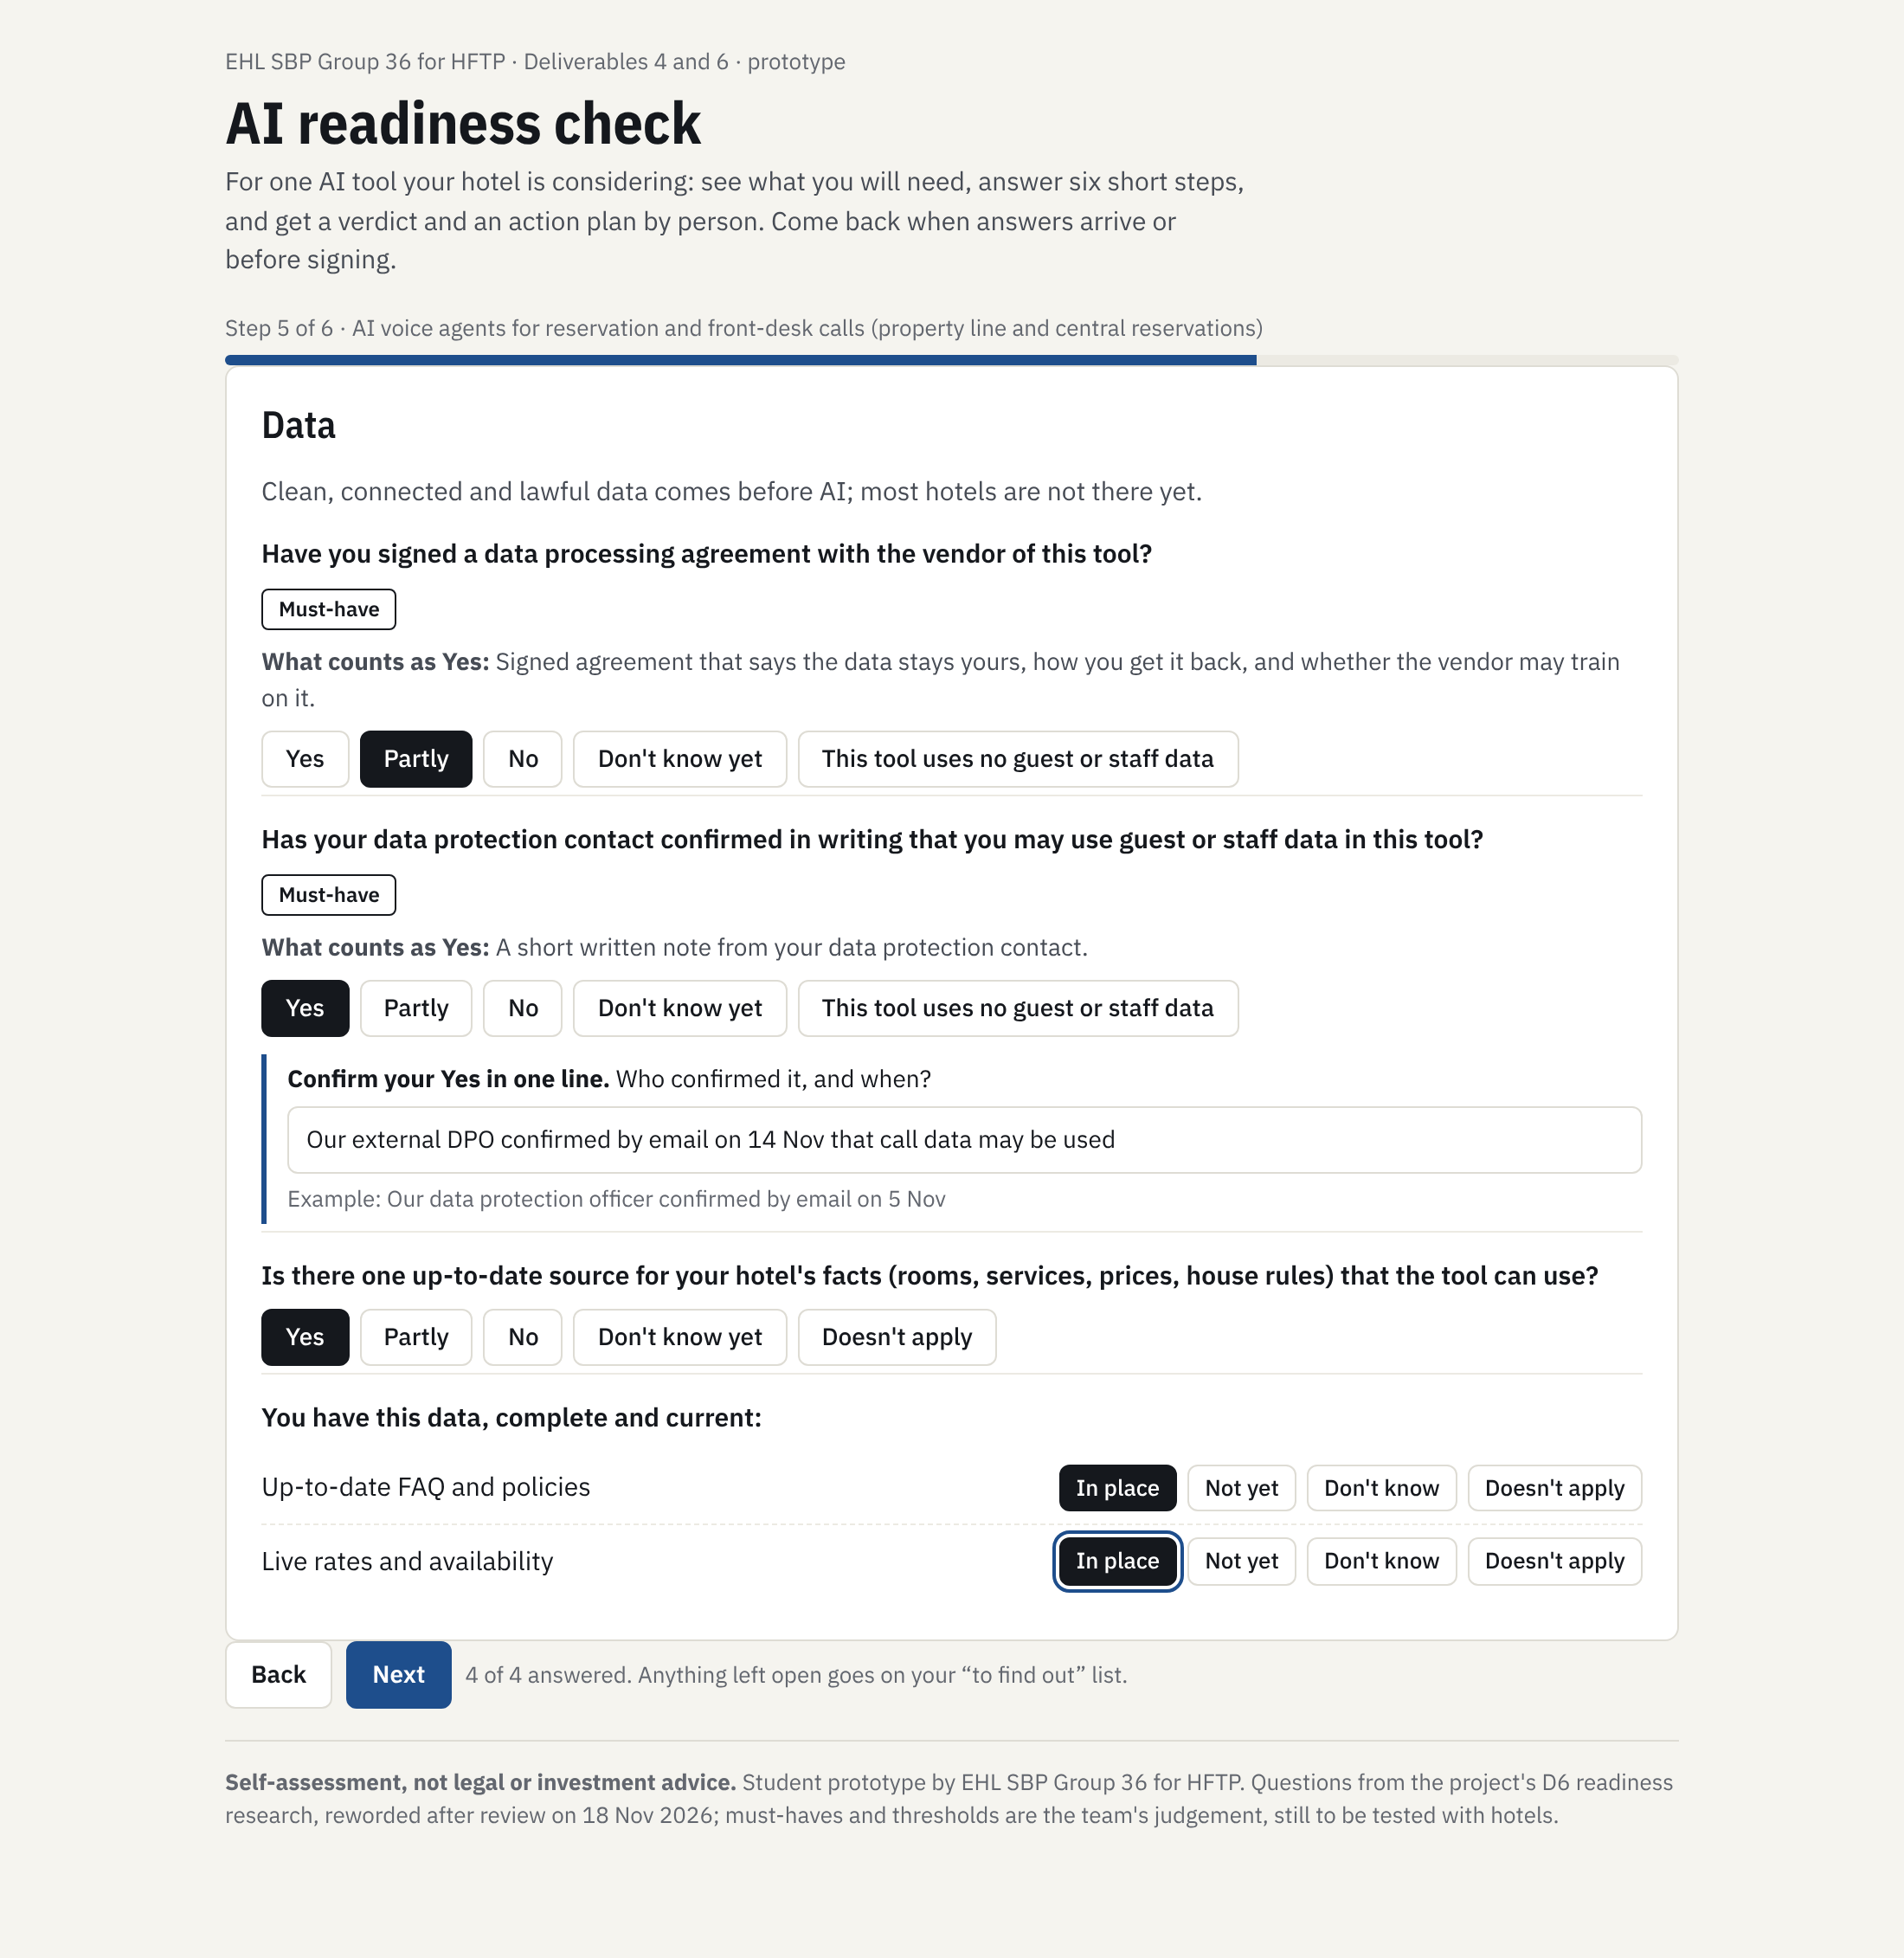 EHL SBP Group 36 for HFTP · Deliverables 4 and 6 · prototype
AI readiness check
For one AI tool your hotel is considering: see what you will need, answer six short steps,
and get a verdict and an action plan by person. Come back when answers arrive or
before signing.
Step 5 of 6 · AI voice agents for reservation and front-desk calls (property line and central reservations)
Data
Clean, connected and lawful data comes before AI; most hotels are not there yet.
Have you signed a data processing agreement with the vendor of this tool?
Must-have
What counts as Yes: Signed agreement that says the data stays yours, how you get it back, and whether the vendor may train
on it.
Yes Partly No Don't know yet This tool uses no guest or staff data
Has your data protection contact confirmed in writing that you may use guest or staff data in this tool?
Must-have
What counts as Yes: A short written note from your data protection contact.
Yes Partly No Don't know yet This tool uses no guest or staff data
Confirm your Yes in one line. Who confirmed it, and when?
Our external DPO confirmed by email on 14 Nov that call data may be used
Example: Our data protection officer confirmed by email on 5 Nov
Is there one up-to-date source for your hotel's facts (rooms, services, prices, house rules) that the tool can use?
Yes Partly No Don't know yet Doesn't apply
You have this data, complete and current:
Up-to-date FAQ and policies In place Not yet Don't know Doesn't apply
Live rates and availability In place Not yet Don't know Doesn't apply
Back Next 4 of 4 answered. Anything left open goes on your “to find out” list.
Self-assessment, not legal or investment advice. Student prototype by EHL SBP Group 36 for HFTP. Questions from the project's D6 readiness
research, reworded after review on 18 Nov 2026; must-haves and thresholds are the team's judgement, still to be tested with hotels.